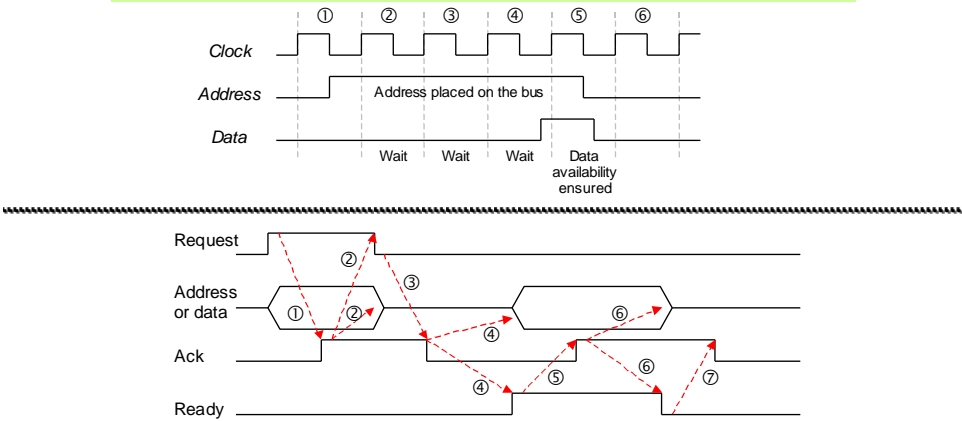 ① ② ③ ④ ⑤ ⑥
Clock
Address
Address placed on the bus
Data
Wait Wait Wait Data
availability
ensured
Request
② ③
Address
or data
① ② ④ ⑥
Ack
④ ⑤ ⑥ ⑦
Ready